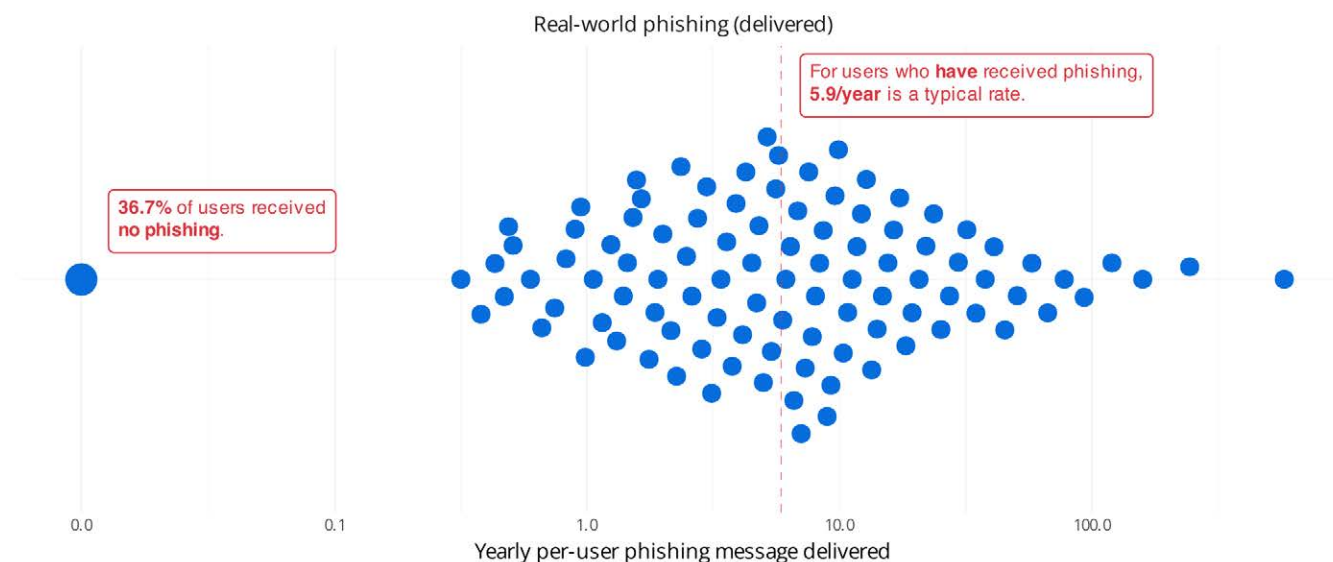 Real-world phishing (delivered)
For users who have received phishing,
5.9/year is a typical rate.
36.7% of users received
no phishing.
0.0
0.1
1.0
10.0
100.0
Yearly per-user phishing message delivered